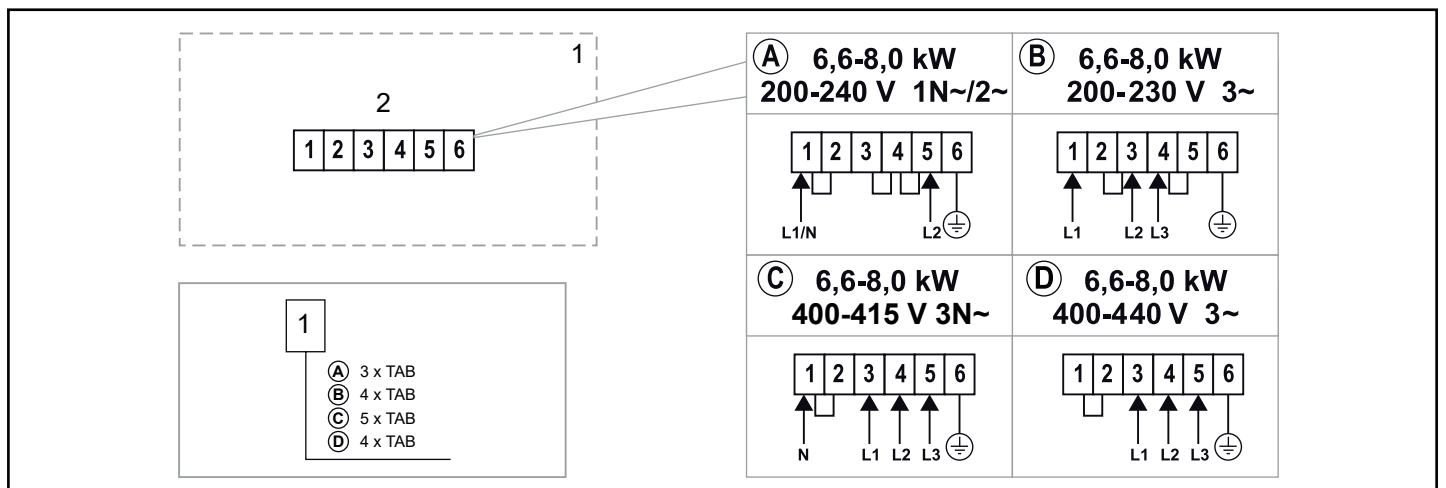 1
2
1 2 3 4 5 6
1
A 3 x TAB
B 4 x TAB
C 5 x TAB
D 4 x TAB
A 6,6-8,0 kW
200-240 V 1N~/2~
1 2 3 4 5 6
L1/N L2
B 6,6-8,0 kW
200-230 V 3~
1 2 3 4 5 6
L1 L2 L3
C 6,6-8,0 kW
400-415 V 3N~
1 2 3 4 5 6
N L1 L2 L3
D 6,6-8,0 kW
400-440 V 3~
1 2 3 4 5 6
L1 L2 L3